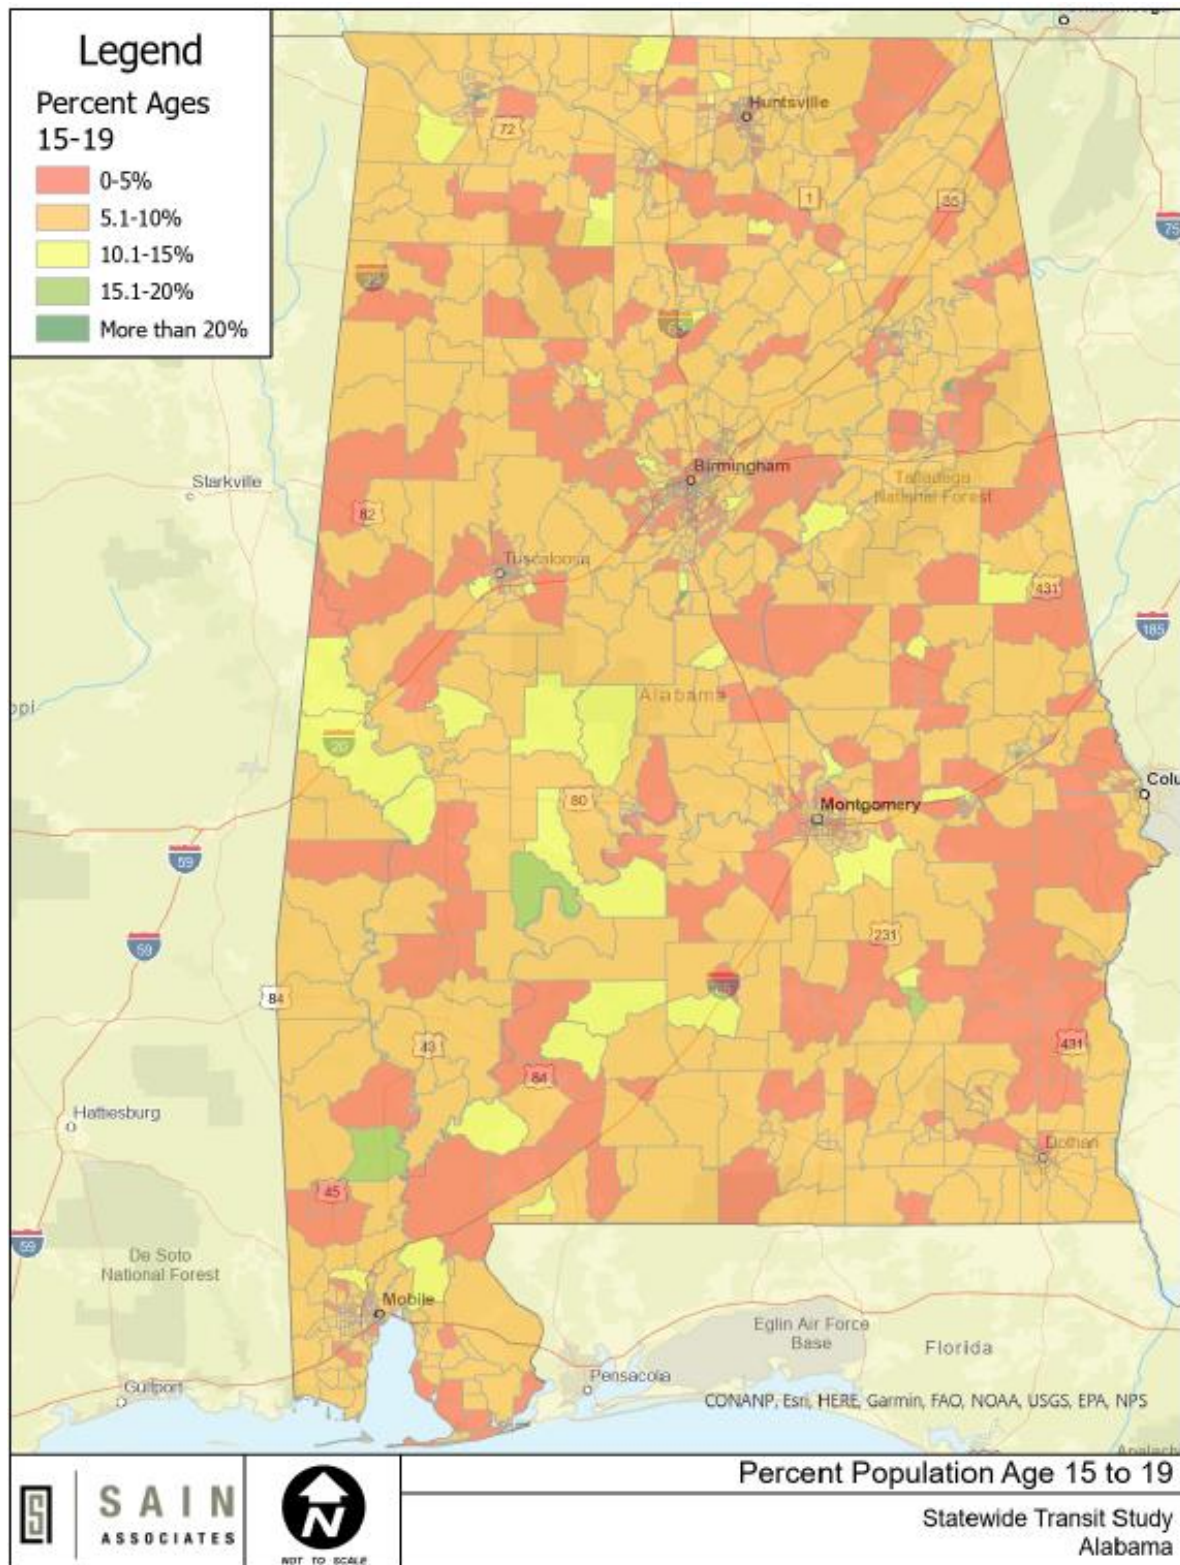 Legend
Percent Ages
15-19
0-5%
5.1-10%
10.1-15%
15.1-20%
More than 20%
Huntsville
72
1
35
75
Starkville
82
Birmingham
Talladega
National Forest
Tuscaloosa
431
185
Alabama
20
80
Montgomery
Colu
59
59
231
84
43
84
431
Hattiesburg
Dothan
45
59
De Soto
National Forest
Mobile
Eglin Air Force
Base
Florida
Gulfport
Pensacola
CONANP, Esri, HERE, Garmin, FAO, NOAA, USGS, EPA, NPS
SAIN
ASSOCIATES
N
NOT TO SCALE
Percent Population Age 15 to 19
Statewide Transit Study
Alabama